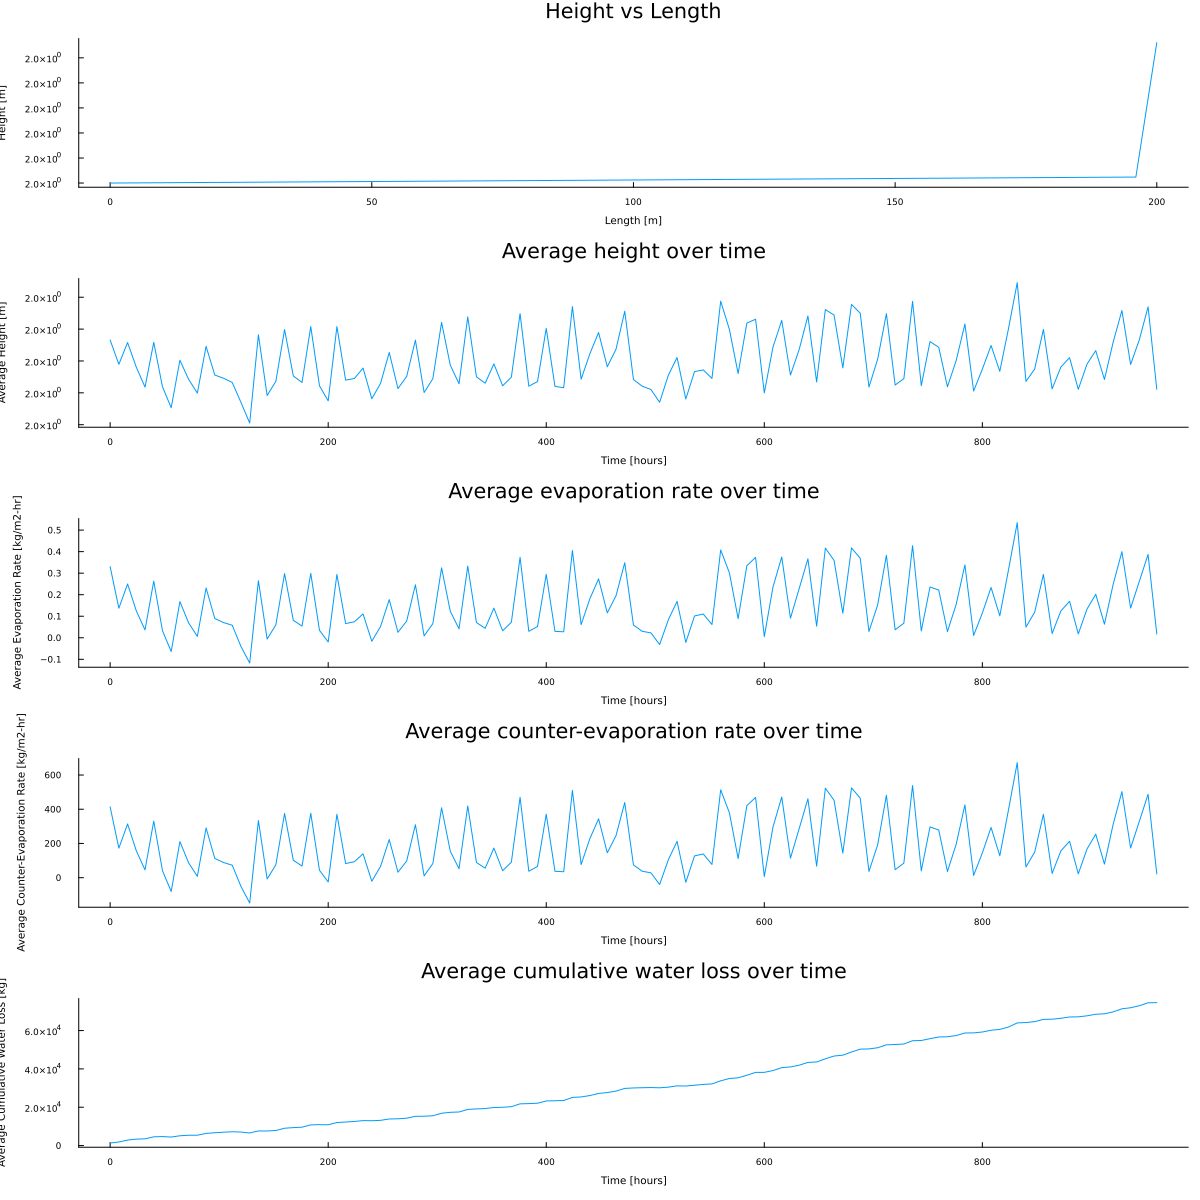 Height vs Length
Height [m]
2.0×10⁰
2.0×10⁰
2.0×10⁰
2.0×10⁰
2.0×10⁰
2.0×10⁰
0 50 100 150 200
Length [m]
Average height over time
Average Height [m]
2.0×10⁰
2.0×10⁰
2.0×10⁰
2.0×10⁰
2.0×10⁰
0 200 400 600 800
Time [hours]
Average evaporation rate over time
Average Evaporation Rate [kg/m2-hr]
0.5
0.4
0.3
0.2
0.1
0.0
−0.1
0 200 400 600 800
Time [hours]
Average counter-evaporation rate over time
Average Counter-Evaporation Rate [kg/m2-hr]
600
400
200
0
0 200 400 600 800
Time [hours]
Average cumulative water loss over time
Average Cumulative Water Loss [kg]
6.0×10⁴
4.0×10⁴
2.0×10⁴
0
0 200 400 600 800
Time [hours]